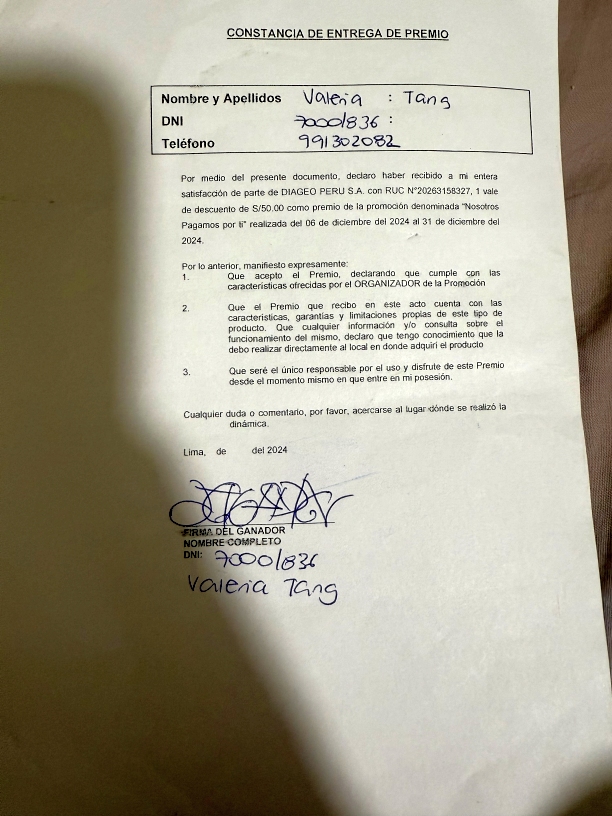 CONSTANCIA DE ENTREGA DE PREMIO
Nombre y Apellidos Valeria : Tang
DNI 70001836 :
Teléfono 991302082
Por medio del presente documento, declaro haber recibido a mi entera
satisfacción de parte de DIAGEO PERU S.A. con RUC N°20263158327, 1 vale
de descuento de S/50.00 como premio de la promoción denominada "Nosotros
Pagamos por ti" realizada del 06 de diciembre del 2024 al 31 de diciembre del
2024.
Por lo anterior, manifiesto expresamente:
1. Que acepto el Premio, declarando que cumple con las
características ofrecidas por el ORGANIZADOR de la Promoción
2. Que el Premio que recibo en este acto cuenta con las
características, garantías y limitaciones propias de este tipo de
producto. Que cualquier información y/o consulta sobre el
funcionamiento del mismo, declaro que tengo conocimiento que la
debo realizar directamente al local en donde adquirí el producto
3. Que seré el único responsable por el uso y disfrute de este Premio
desde el momento mismo en que entre en mi posesión.
Cualquier duda o comentario, por favor, acercarse al lugar dónde se realizó la
dinámica.
Lima, de del 2024
FIRMA DEL GANADOR
NOMBRE COMPLETO
DNI: 70001836
Valeria Tang